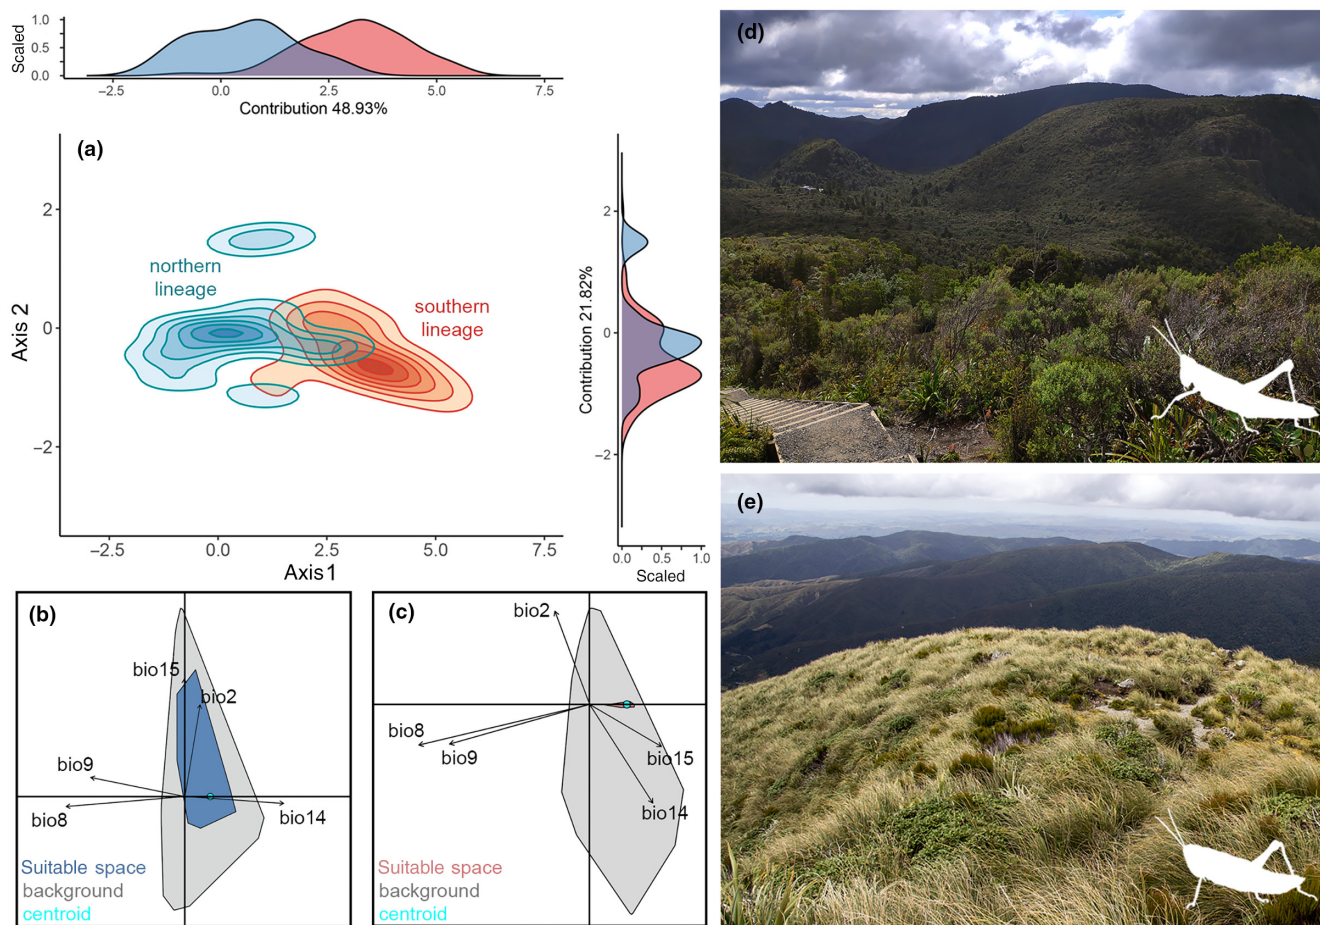 Scaled
1.0
0.5
0.0
−2.5
0.0
2.5
5.0
7.5
Contribution 48.93%
(a)
Axis 2
2
0
−2
northern
lineage
southern
lineage
−2.5
0.0
2.5
5.0
7.5
Axis1
Contribution 21.82%
2
0
−2
0.0
0.5
1.0
Scaled
(b)
bio15
bio2
bio9
bio8
bio14
Suitable space
background
centroid
(c)
bio2
bio8
bio9
bio15
bio14
Suitable space
background
centroid
(d)
(e)